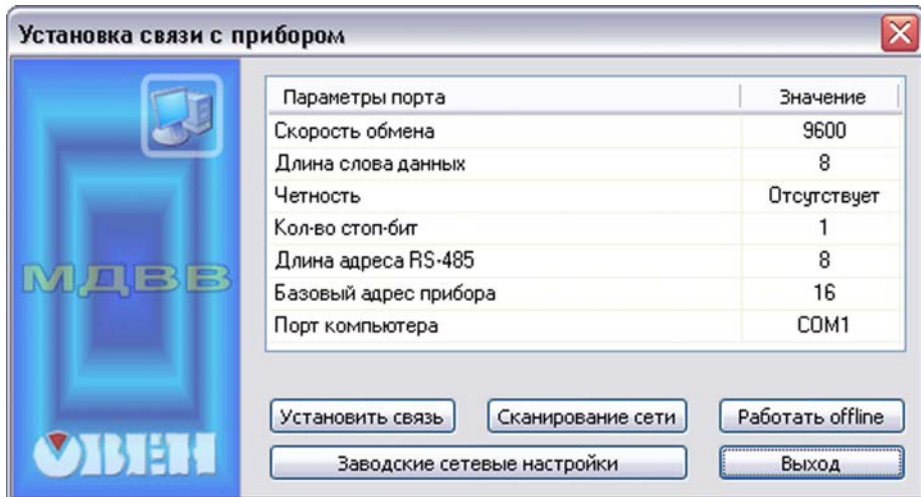 Установка связи с прибором
Параметры порта Значение
Скорость обмена 9600
Длина слова данных 8
Четность Отсутствует
Кол-во стоп-бит 1
Длина адреса RS-485 8
Базовый адрес прибора 16
Порт компьютера COM1
МДВВ
ОВЕН
Установить связь Сканирование сети Работать offline
Заводские сетевые настройки Выход